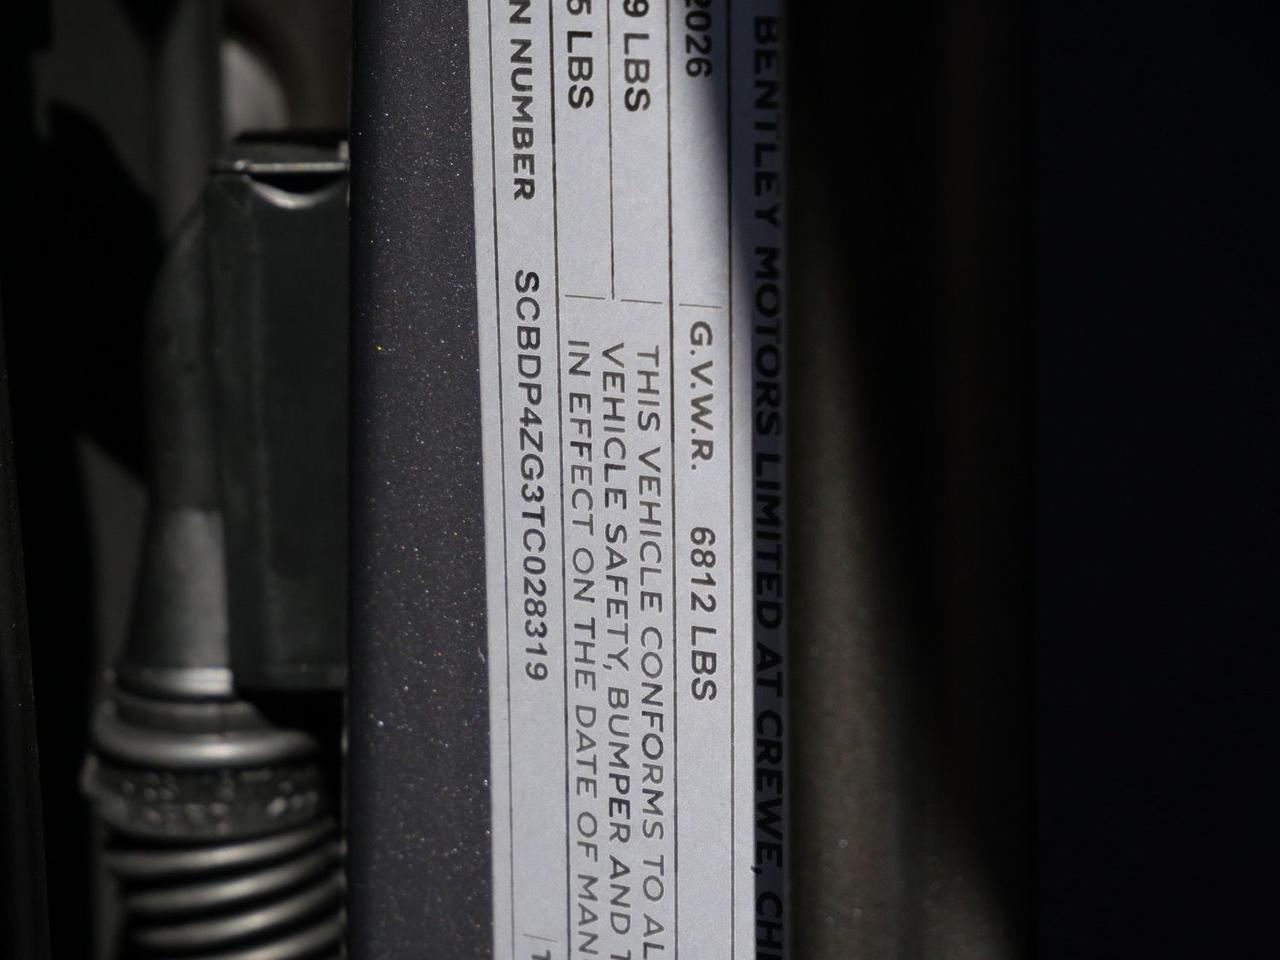 BENTLEY MOTORS LIMITED AT CREWE,
2026
G.V.W.R. 6812 LBS
9 LBS
THIS VEHICLE CONFORMS TO AL
5 LBS
VEHICLE SAFETY, BUMPER AND T
IN EFFECT ON THE DATE OF MAN
N NUMBER SCBDP4ZG3TC028319